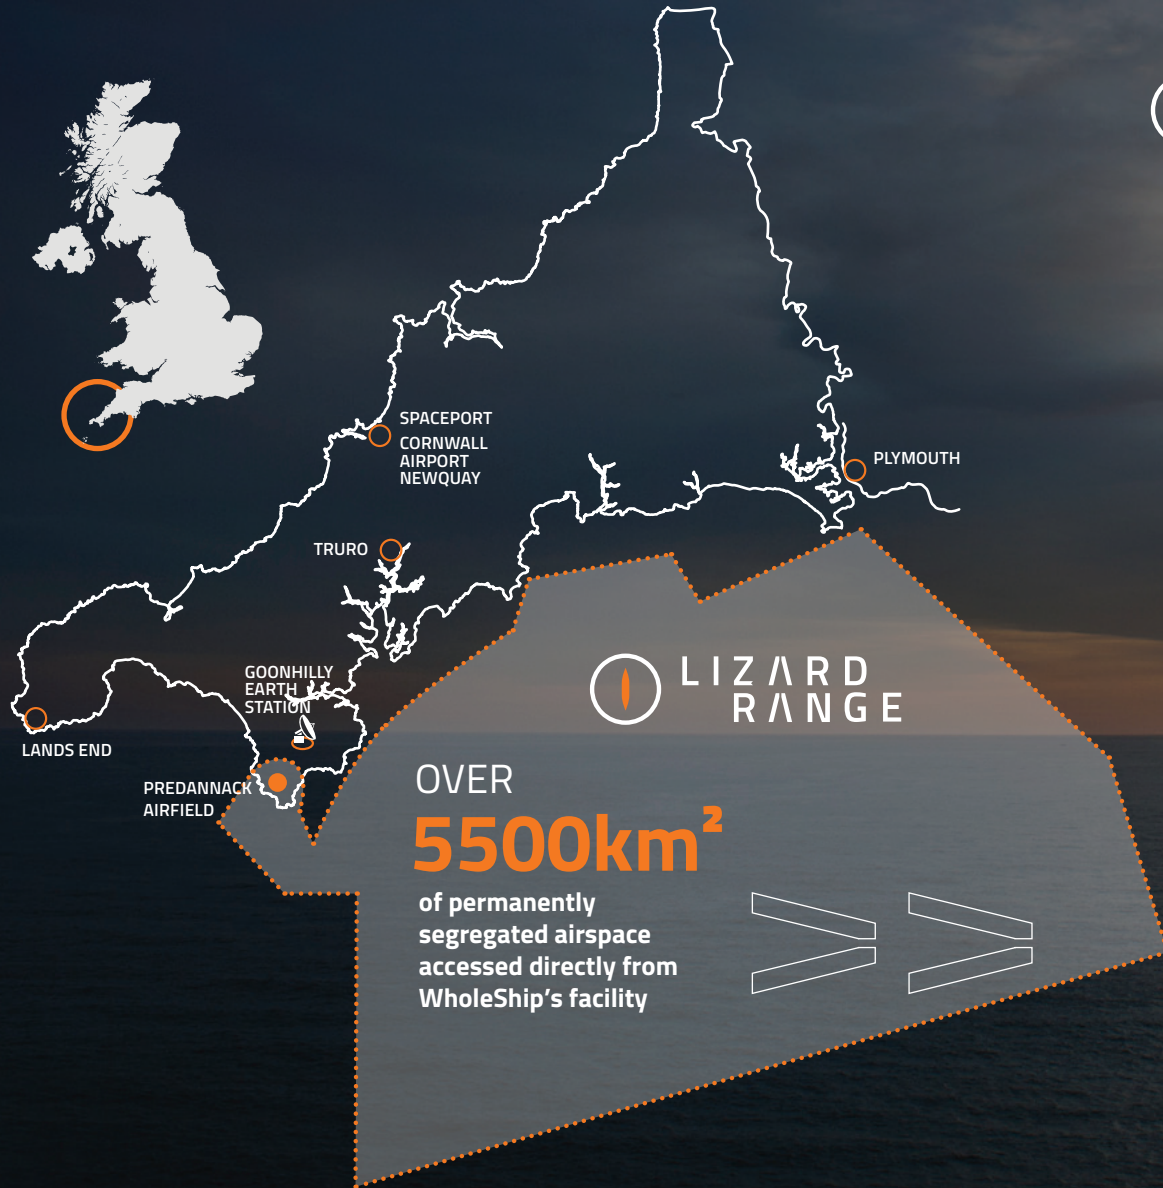 SPACEPORT
CORNWALL
AIRPORT
NEWQUAY
PLYMOUTH
TRURO
GOONHILLY
EARTH
STATION
LANDS END
PREDANNACK
AIRFIELD
LIZARD
RANGE
OVER
5500km²
of permanently
segregated airspace
accessed directly from
WholeShip's facility